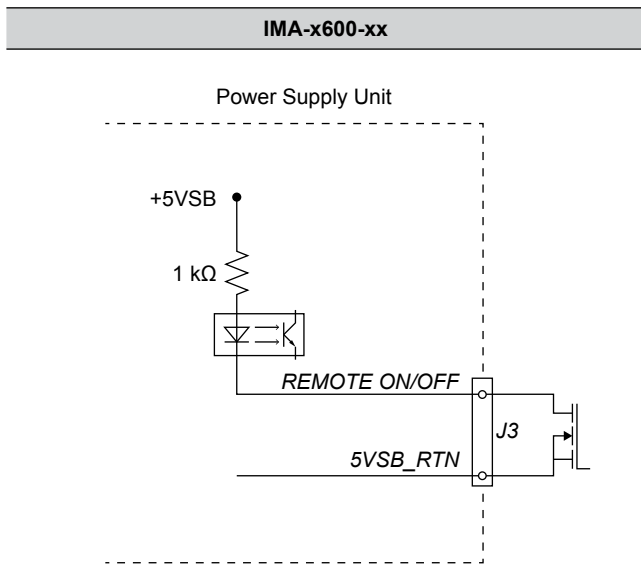 IMA-x600-xx
Power Supply Unit
+5VSB
1 kΩ
REMOTE ON/OFF
J3
5VSB_RTN